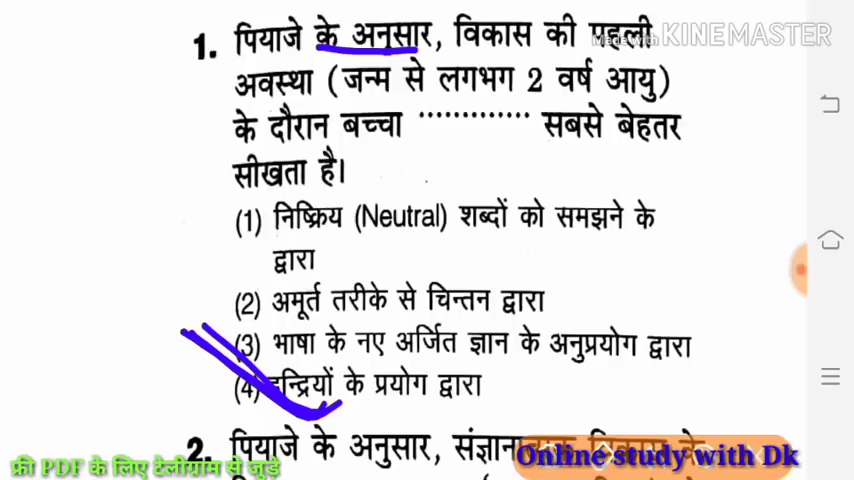 Made with KINEMASTER
1. पियाजे के अनुसार, विकास की पहली
अवस्था (जन्म से लगभग 2 वर्ष आयु)
के दौरान बच्चा ............. सबसे बेहतर
सीखता है।
(1) निष्क्रिय (Neutral) शब्दों को समझने के
द्वारा
(2) अमूर्त तरीके से चिन्तन द्वारा
(3) भाषा के नए अर्जित ज्ञान के अनुप्रयोग द्वारा
(4) इन्द्रियों के प्रयोग द्वारा
2. पियाजे के अनुसार, संज्ञानात्मक विकास के
फ्री PDF के लिए टेलीग्राम से जुड़े
Online study with Dk